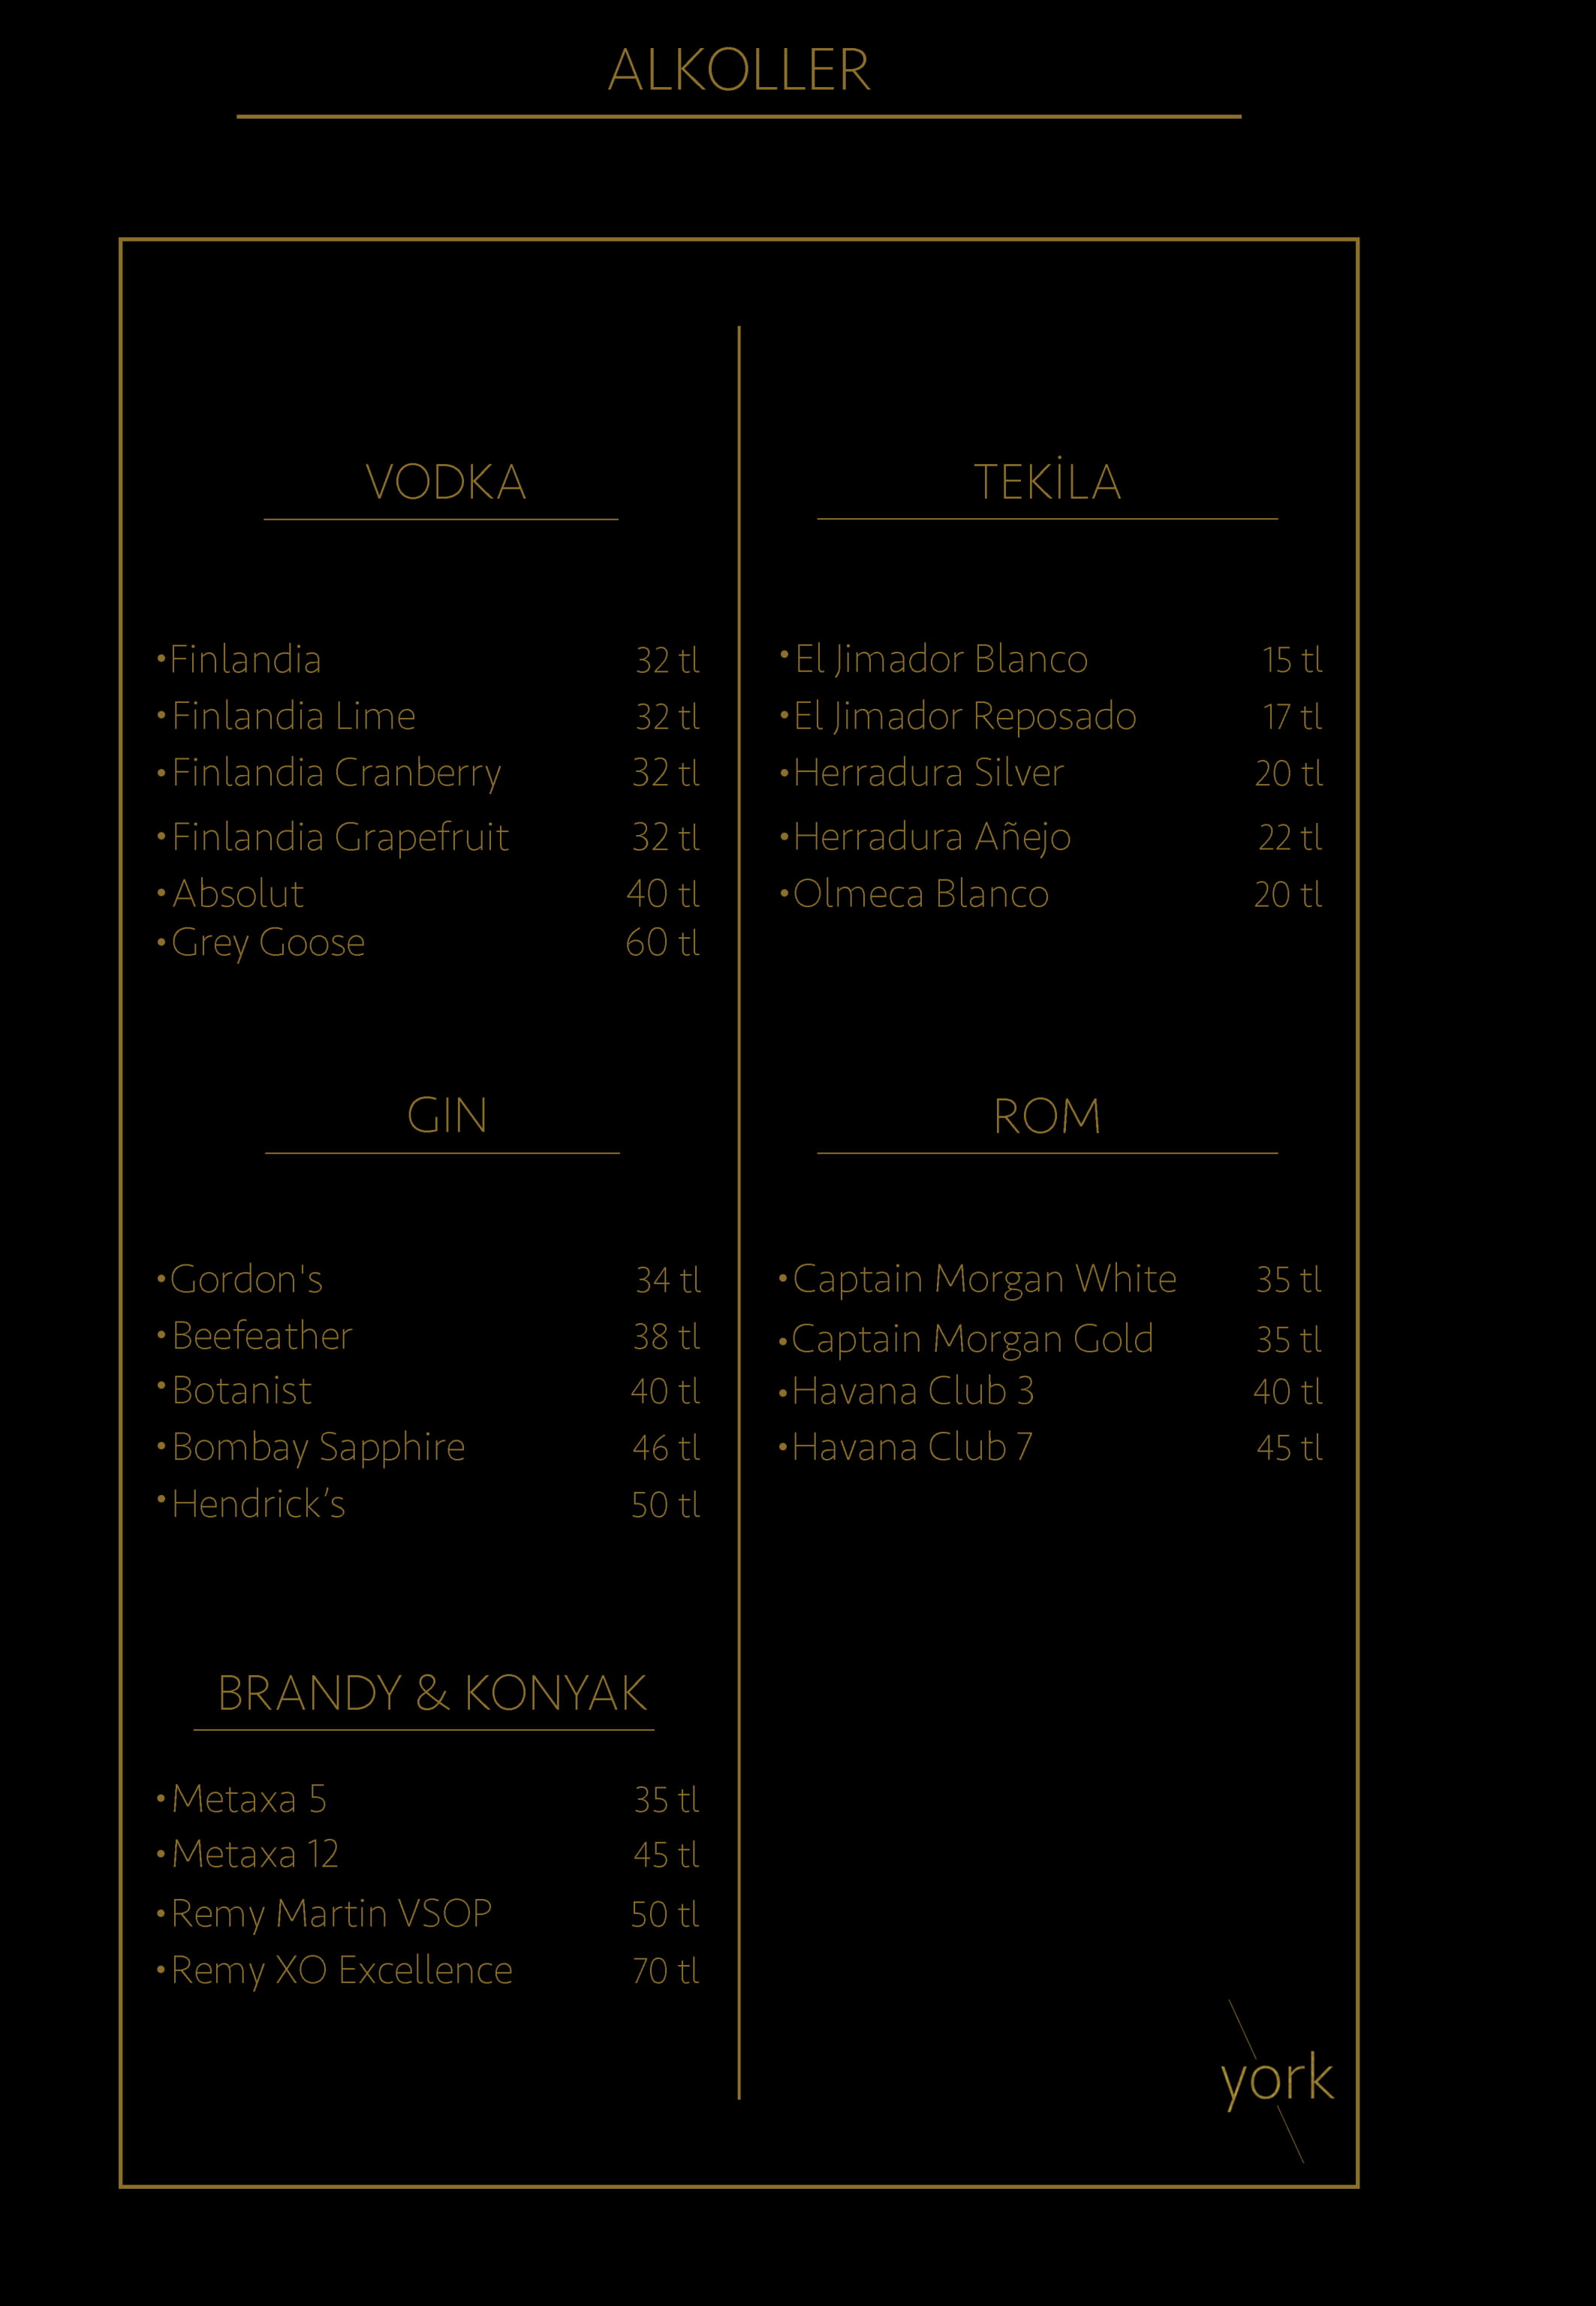 ALKOLLER
VODKA
•Finlandia 32 tl
•Finlandia Lime 32 tl
•Finlandia Cranberry 32 tl
•Finlandia Grapefruit 32 tl
•Absolut 40 tl
•Grey Goose 60 tl
GIN
•Gordon's 34 tl
•Beefeather 38 tl
•Botanist 40 tl
•Bombay Sapphire 46 tl
•Hendrick’s 50 tl
BRANDY & KONYAK
•Metaxa 5 35 tl
•Metaxa 12 45 tl
•Remy Martin VSOP 50 tl
•Remy XO Excellence 70 tl
TEKİLA
•El Jimador Blanco 15 tl
•El Jimador Reposado 17 tl
•Herradura Silver 20 tl
•Herradura Añejo 22 tl
•Olmeca Blanco 20 tl
ROM
•Captain Morgan White 35 tl
•Captain Morgan Gold 35 tl
•Havana Club 3 40 tl
•Havana Club 7 45 tl
york